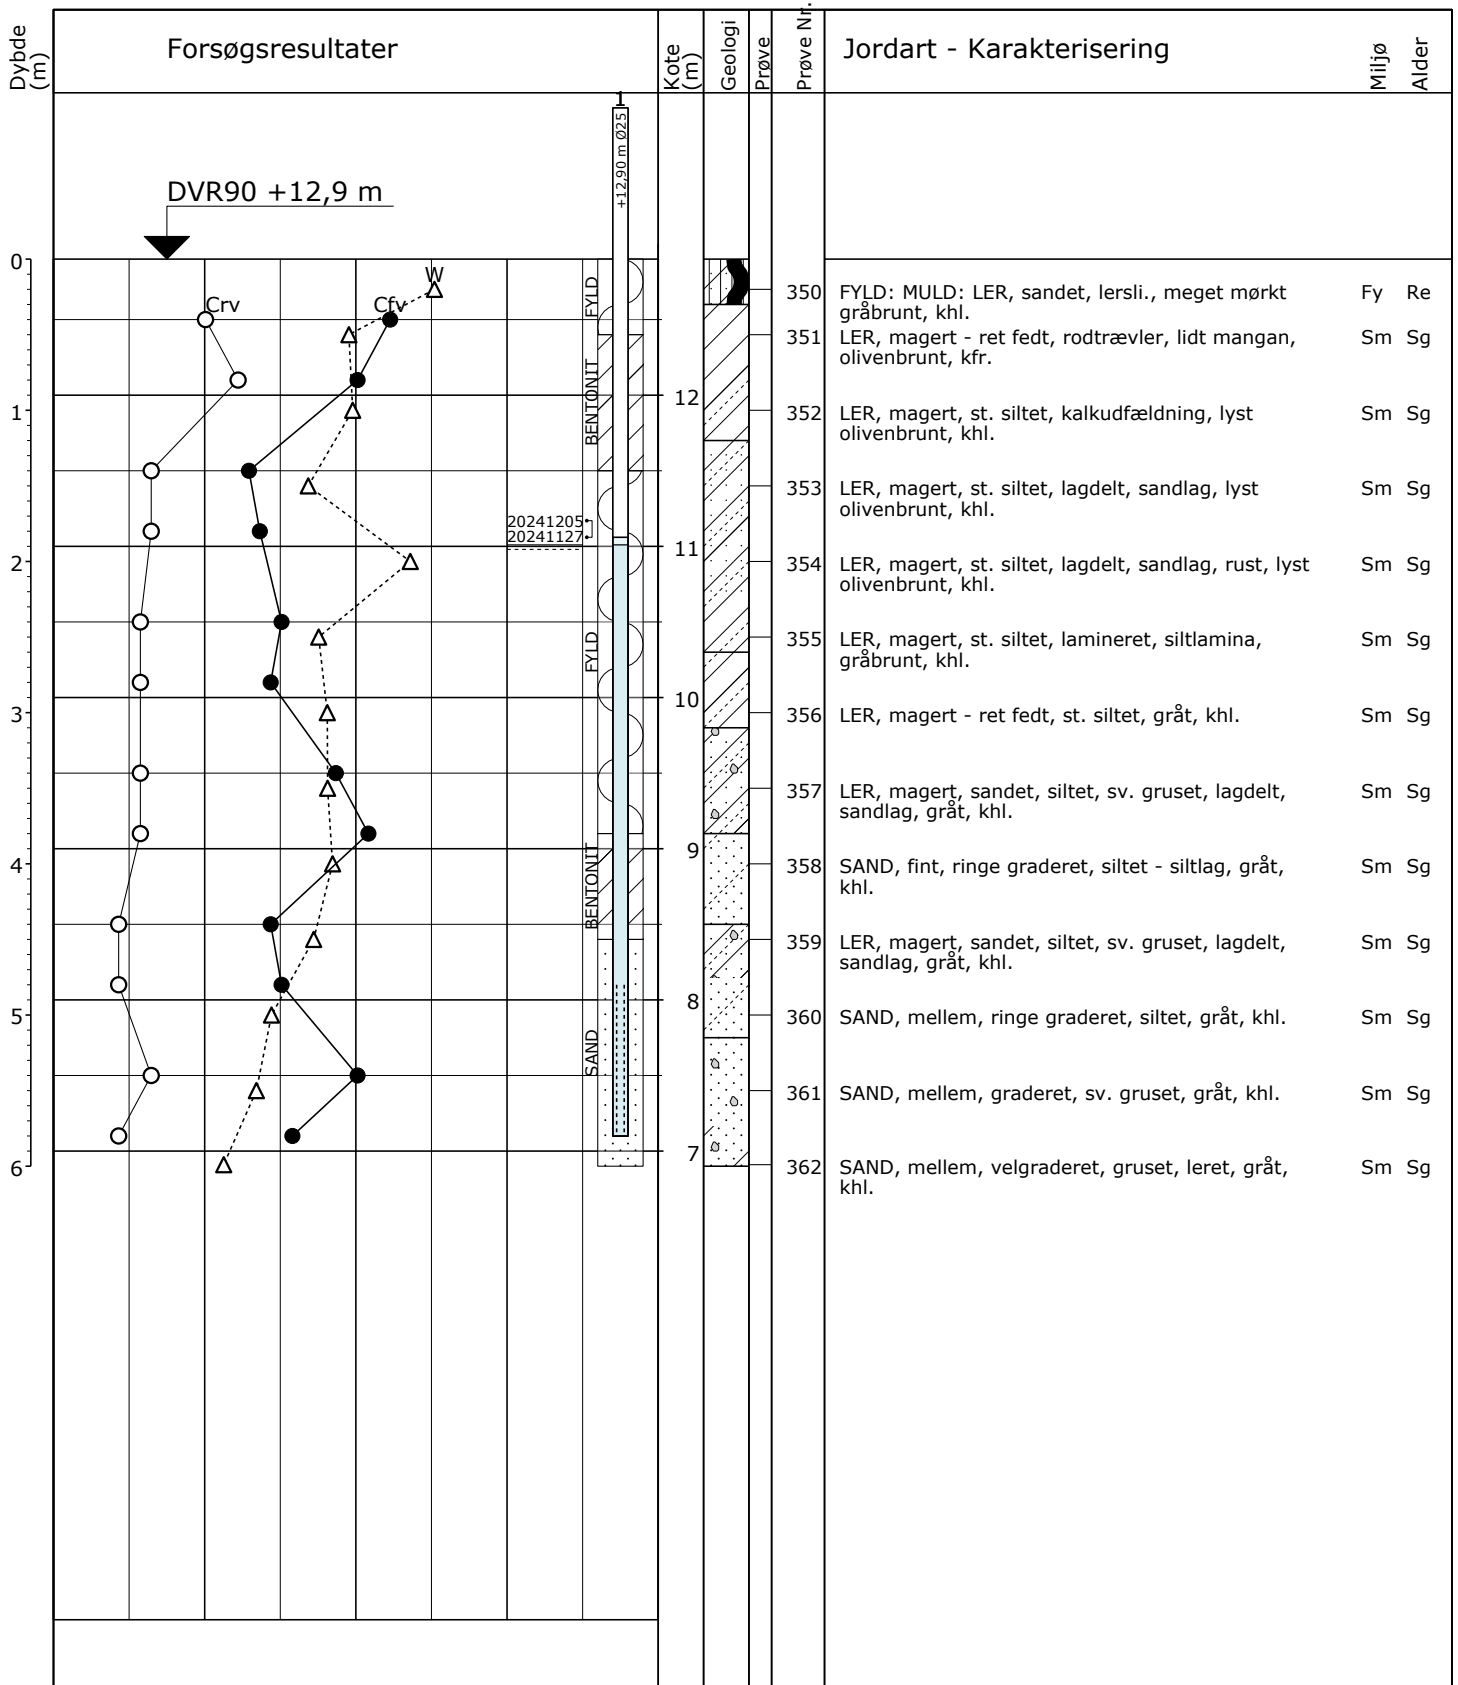 Dybde
(m)
Forsøgsresultater
Kote
(m)
Geologi
Prøve
Prøve Nr.
Jordart - Karakterisering
Miljø
Alder
1
+12,90 m Ø25
DVR90 +12,9 m
0
W
Crv
Cfv
FYLD
350 FYLD: MULD: LER, sandet, lersli., meget mørkt Fy Re
gråbrunt, khl.
351 LER, magert - ret fedt, rodtrævler, lidt mangan, Sm Sg
olivenbrunt, kfr.
BENTONIT
12
1
352 LER, magert, st. siltet, kalkudfældning, lyst Sm Sg
olivenbrunt, khl.
353 LER, magert, st. siltet, lagdelt, sandlag, lyst Sm Sg
olivenbrunt, khl.
20241205
20241127
11
2
354 LER, magert, st. siltet, lagdelt, sandlag, rust, lyst Sm Sg
olivenbrunt, khl.
FYLD
355 LER, magert, st. siltet, lamineret, siltlamina, Sm Sg
gråbrunt, khl.
10
3
356 LER, magert - ret fedt, st. siltet, gråt, khl. Sm Sg
357 LER, magert, sandet, siltet, sv. gruset, lagdelt, Sm Sg
sandlag, gråt, khl.
9
4
BENTONIT
358 SAND, fint, ringe graderet, siltet - siltlag, gråt, Sm Sg
khl.
359 LER, magert, sandet, siltet, sv. gruset, lagdelt, Sm Sg
sandlag, gråt, khl.
8
5
360 SAND, mellem, ringe graderet, siltet, gråt, khl. Sm Sg
SAND
361 SAND, mellem, graderet, sv. gruset, gråt, khl. Sm Sg
7
6
362 SAND, mellem, velgraderet, gruset, leret, gråt, Sm Sg
khl.